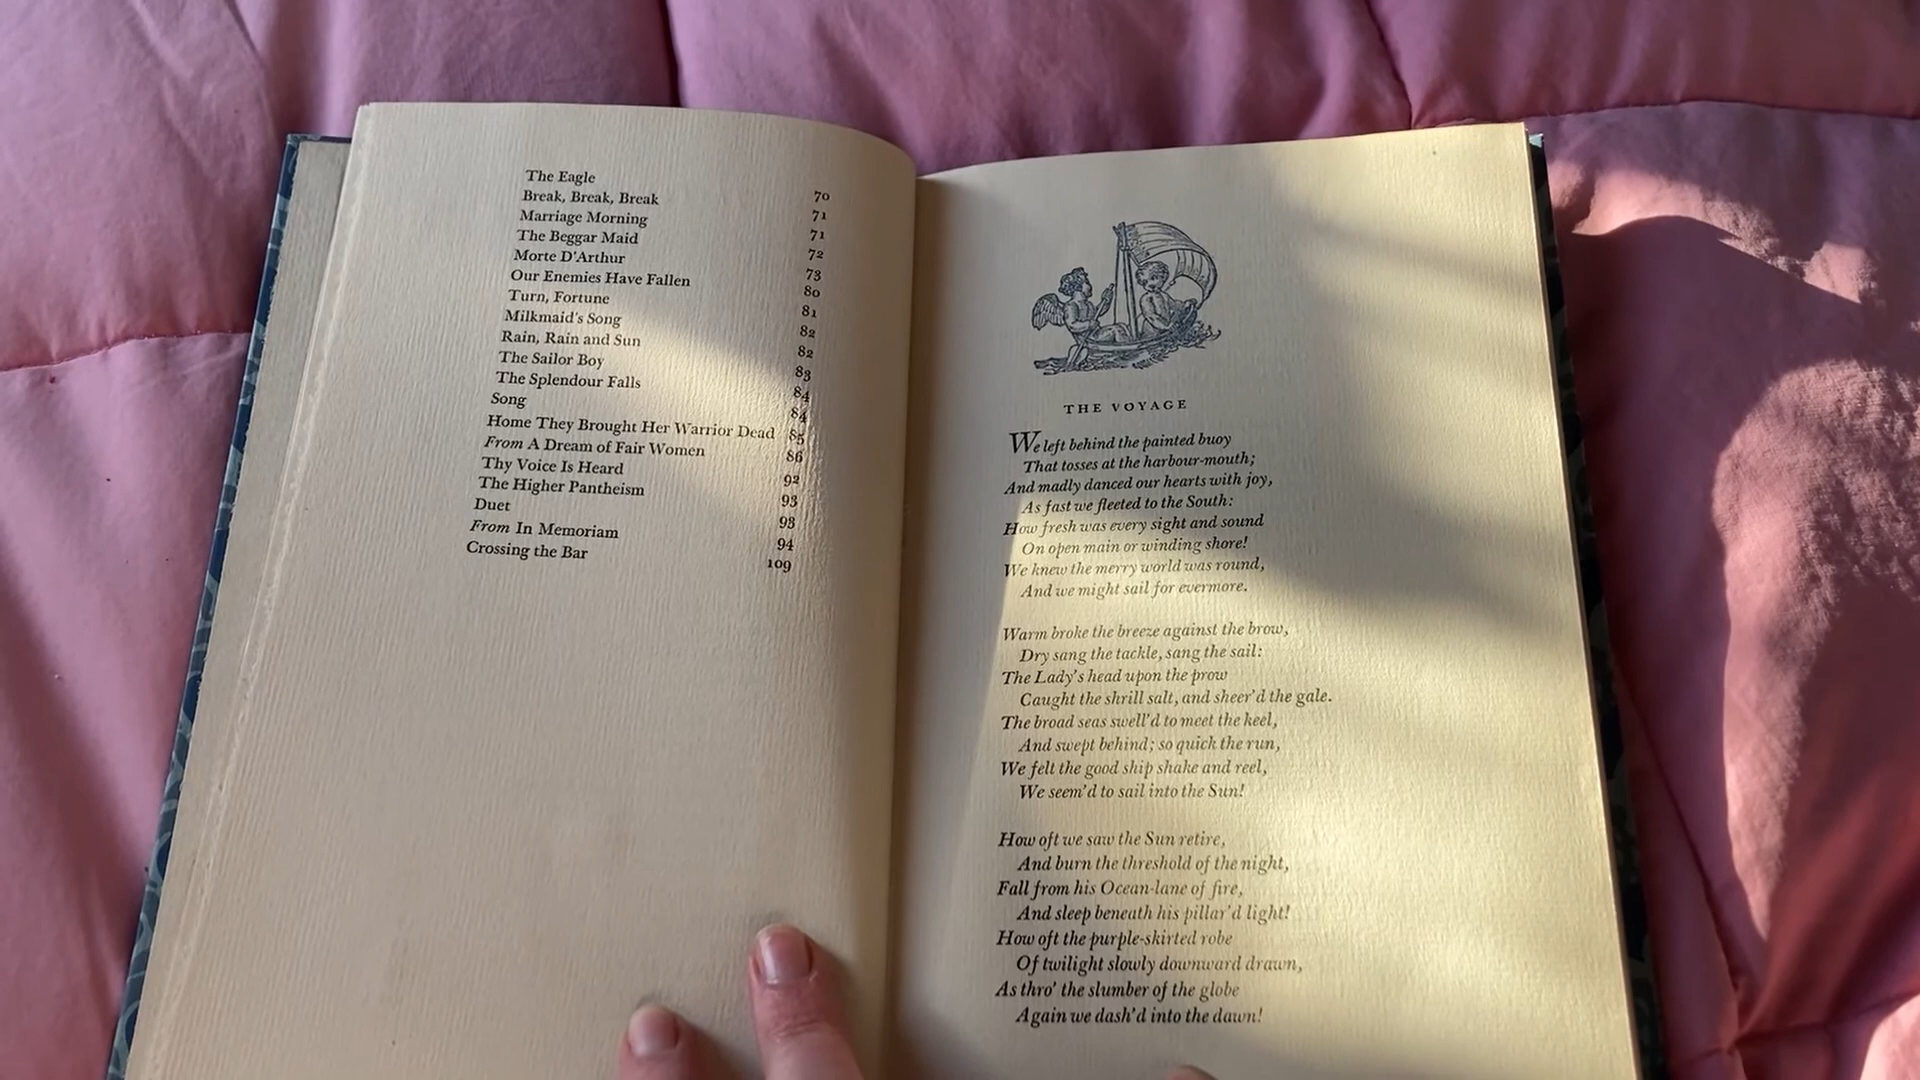 The Eagle 70
Break, Break, Break 71
Marriage Morning 71
The Beggar Maid 72
Morte D'Arthur 73
Our Enemies Have Fallen 80
Turn, Fortune 81
Milkmaid's Song 82
Rain, Rain and Sun 82
The Sailor Boy 83
The Splendour Falls 84
Song 84
Home They Brought Her Warrior Dead 85
From A Dream of Fair Women 86
Thy Voice Is Heard 92
The Higher Pantheism 93
Duet 93
From In Memoriam 94
Crossing the Bar 109
THE VOYAGE
We left behind the painted buoy
That tosses at the harbour-mouth;
And madly danced our hearts with joy,
As fast we fleeted to the South:
How fresh was every sight and sound
On open main or winding shore!
We knew the merry world was round,
And we might sail for evermore.
Warm broke the breeze against the brow,
Dry sang the tackle, sang the sail:
The Lady's head upon the prow
Caught the shrill salt, and sheer'd the gale.
The broad seas swell'd to meet the keel,
And swept behind; so quick the run,
We felt the good ship shake and reel,
We seem'd to sail into the Sun!
How oft we saw the Sun retire,
And burn the threshold of the night,
Fall from his Ocean-lane of fire,
And sleep beneath his pillar'd light!
How oft the purple-skirted robe
Of twilight slowly downward drawn,
As thro' the slumber of the globe
Again we dash'd into the dawn!